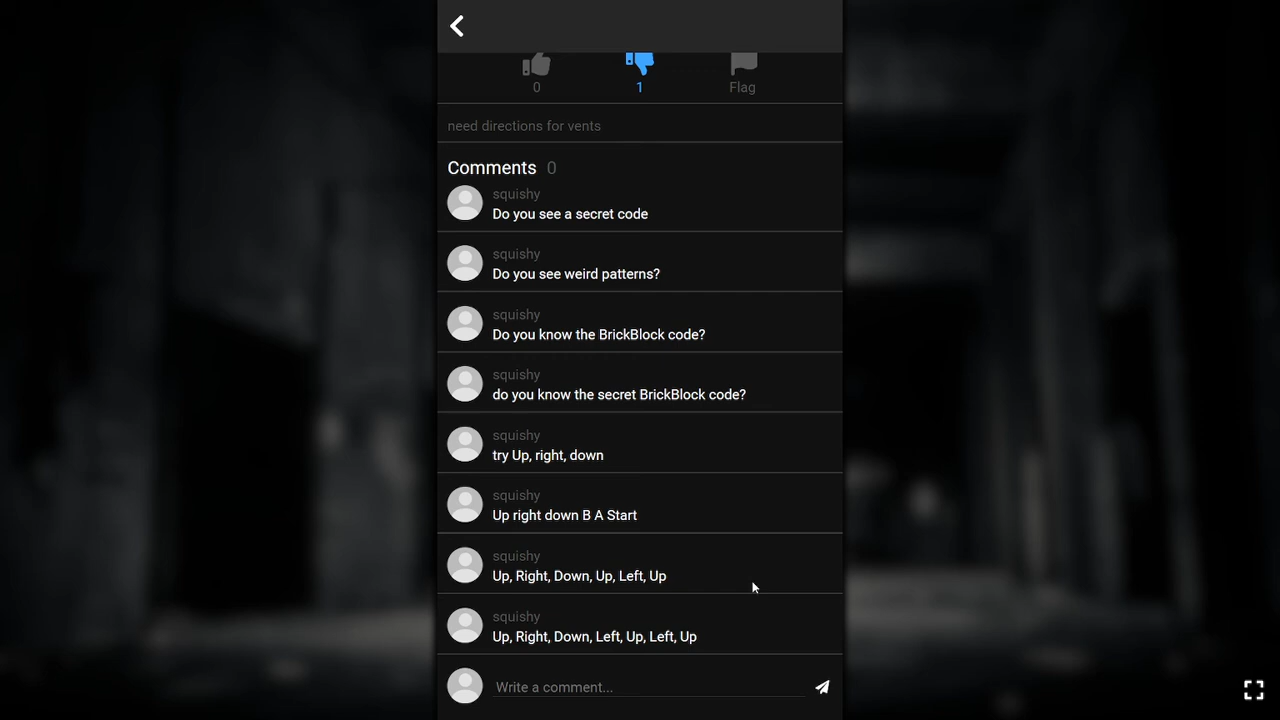 0
1
Flag
need directions for vents
Comments 0
squishy
Do you see a secret code
squishy
Do you see weird patterns?
squishy
Do you know the BrickBlock code?
squishy
do you know the secret BrickBlock code?
squishy
try Up, right, down
squishy
Up right down B A Start
squishy
Up, Right, Down, Up, Left, Up
squishy
Up, Right, Down, Left, Up, Left, Up
Write a comment...